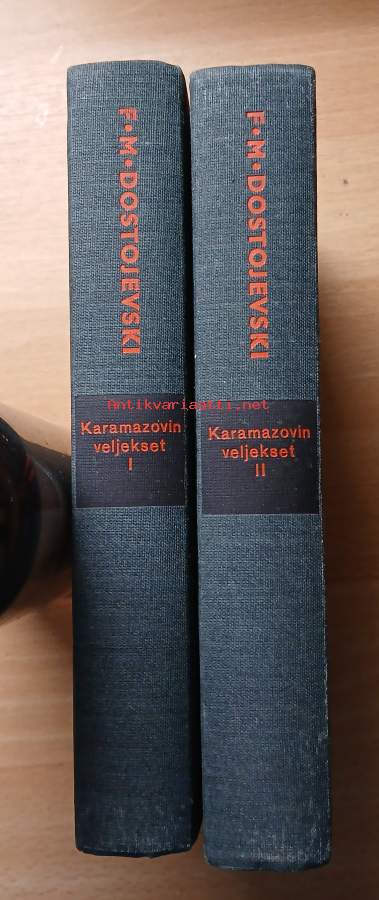 F·M·DOSTOJEVSKI
Karamazovin
veljekset
I
F·M·DOSTOJEVSKI
Karamazovin
veljekset
II
Antikvariaatti.net